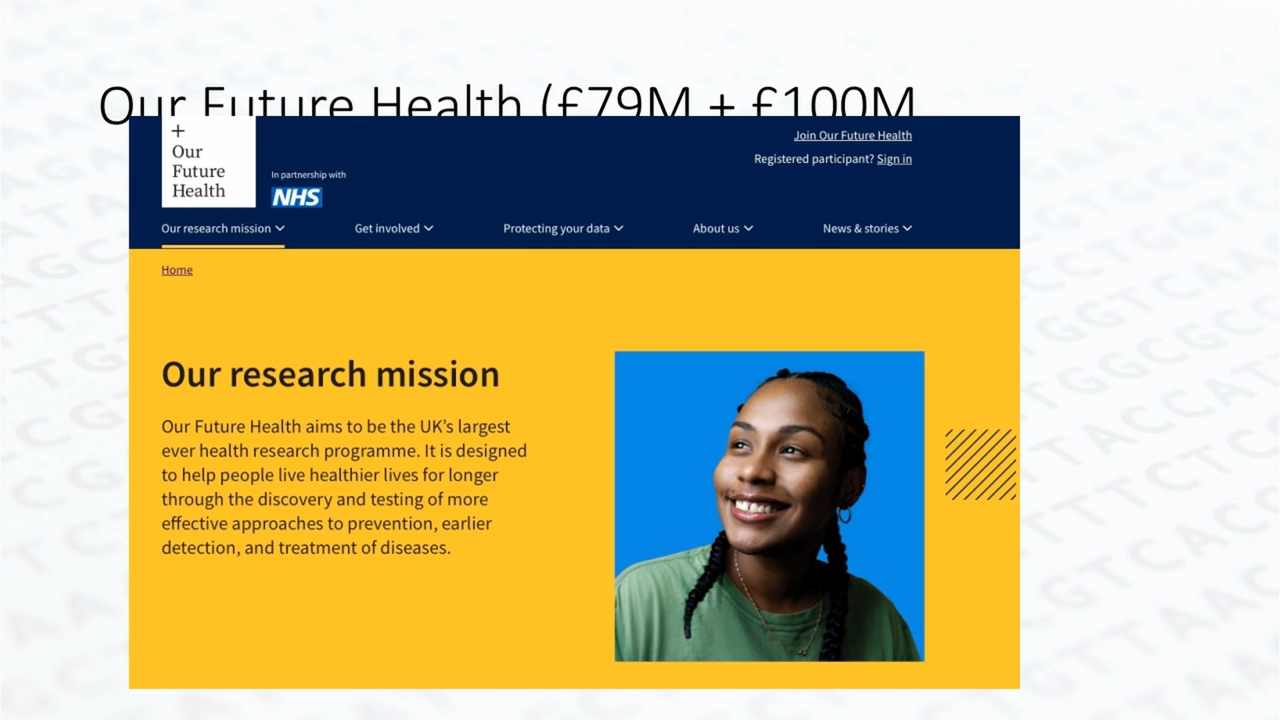 Our Future Health (£79M + £100M
+
Our
Future
Health
In partnership with
NHS
Join Our Future Health
Registered participant? Sign in
Our research mission
Get involved
Protecting your data
About us
News & stories
Home
Our research mission
Our Future Health aims to be the UK’s largest
ever health research programme. It is designed
to help people live healthier lives for longer
through the discovery and testing of more
effective approaches to prevention, earlier
detection, and treatment of diseases.